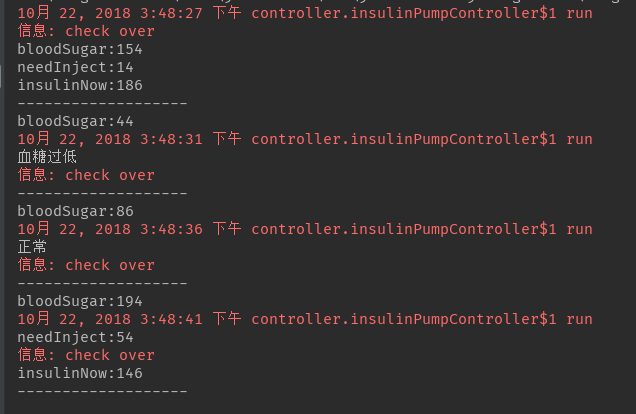 10月 22, 2018 3:48:27 下午 controller.insulinPumpController$1 run
信息: check over
bloodSugar:154
needInject:14
insulinNow:186
-------------------
bloodSugar:44
10月 22, 2018 3:48:31 下午 controller.insulinPumpController$1 run
血糖过低
信息: check over
-------------------
bloodSugar:86
10月 22, 2018 3:48:36 下午 controller.insulinPumpController$1 run
正常
信息: check over
-------------------
bloodSugar:194
10月 22, 2018 3:48:41 下午 controller.insulinPumpController$1 run
needInject:54
信息: check over
insulinNow:146
-------------------